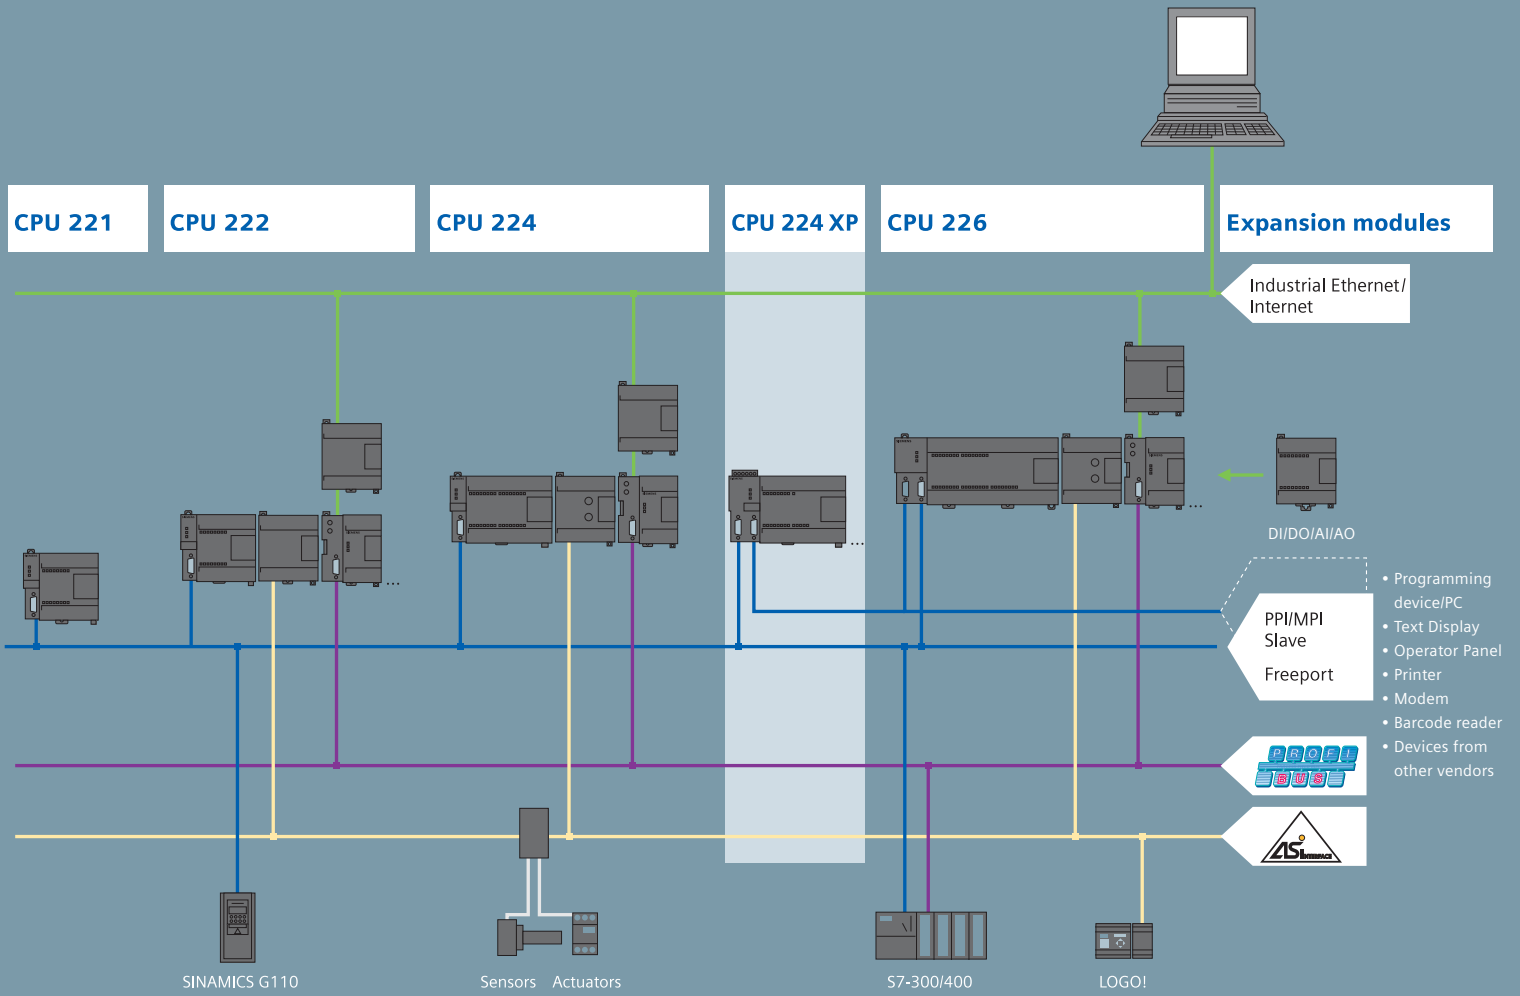 CPU 221
CPU 222
CPU 224
CPU 224 XP
CPU 226
Expansion modules
Industrial Ethernet/
Internet
DI/DO/AI/AO
PPI/MPI
Slave
Freeport
• Programming
device/PC
• Text Display
• Operator Panel
• Printer
• Modem
• Barcode reader
• Devices from
other vendors
PROFI
BUS
AS-INTERFACE
SINAMICS G110
Sensors
Actuators
S7-300/400
LOGO!